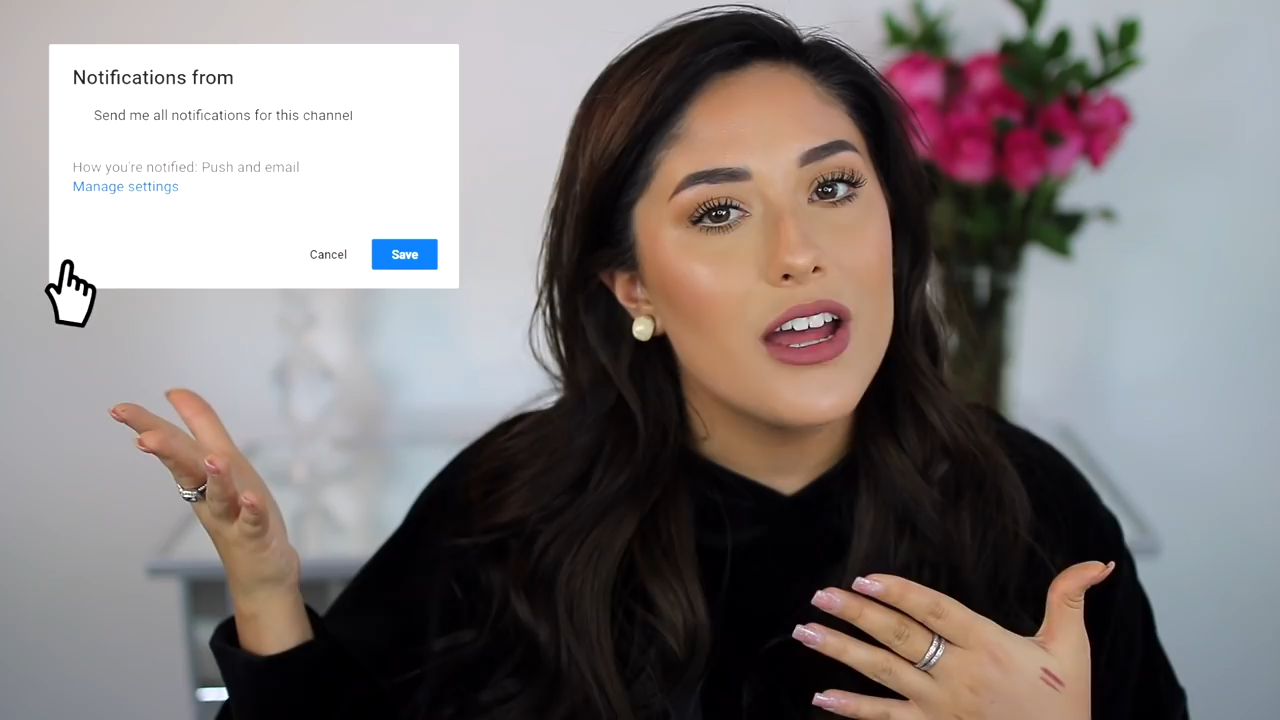 Notifications from
Send me all notifications for this channel
How you're notified: Push and email
Manage settings
Cancel
Save